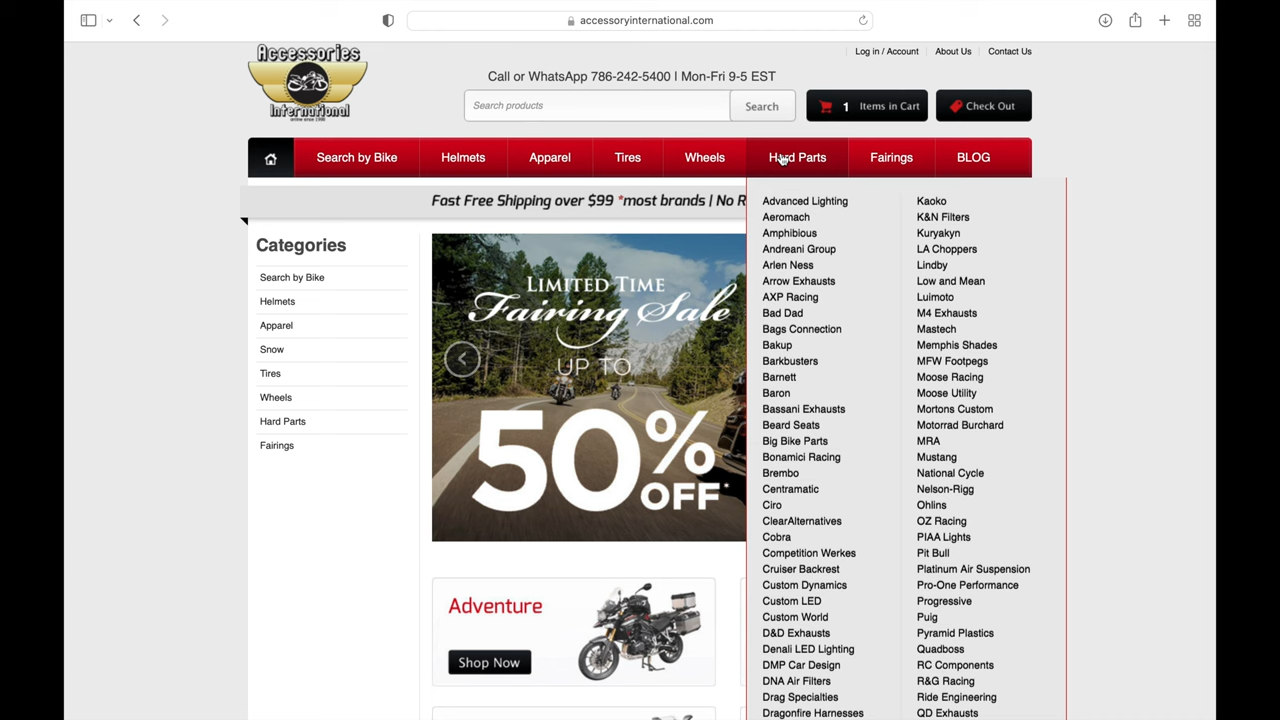 accessoryinternational.com
Accessories
International
online since 1998
Log in / Account
About Us
Contact Us
Call or WhatsApp 786-242-5400 | Mon-Fri 9-5 EST
Search products
Search
1 Items in Cart
Check Out
Search by Bike
Helmets
Apparel
Tires
Wheels
Hard Parts
Fairings
BLOG
Fast Free Shipping over $99 *most brands | No R
Categories
Search by Bike
Helmets
Apparel
Snow
Tires
Wheels
Hard Parts
Fairings
LIMITED TIME
Fairing Sale
UP TO
50%
OFF*
Adventure
Shop Now
Advanced Lighting
Aeromach
Amphibious
Andreani Group
Arlen Ness
Arrow Exhausts
AXP Racing
Bad Dad
Bags Connection
Bakup
Barkbusters
Barnett
Baron
Bassani Exhausts
Beard Seats
Big Bike Parts
Bonamici Racing
Brembo
Centramatic
Ciro
ClearAlternatives
Cobra
Competition Werkes
Cruiser Backrest
Custom Dynamics
Custom LED
Custom World
D&D Exhausts
Denali LED Lighting
DMP Car Design
DNA Air Filters
Drag Specialties
Dragonfire Harnesses
Kaoko
K&N Filters
Kuryakyn
LA Choppers
Lindby
Low and Mean
Luimoto
M4 Exhausts
Mastech
Memphis Shades
MFW Footpegs
Moose Racing
Moose Utility
Mortons Custom
Motorrad Burchard
MRA
Mustang
National Cycle
Nelson-Rigg
Ohlins
OZ Racing
PIAA Lights
Pit Bull
Platinum Air Suspension
Pro-One Performance
Progressive
Puig
Pyramid Plastics
Quadboss
RC Components
R&G Racing
Ride Engineering
QD Exhausts